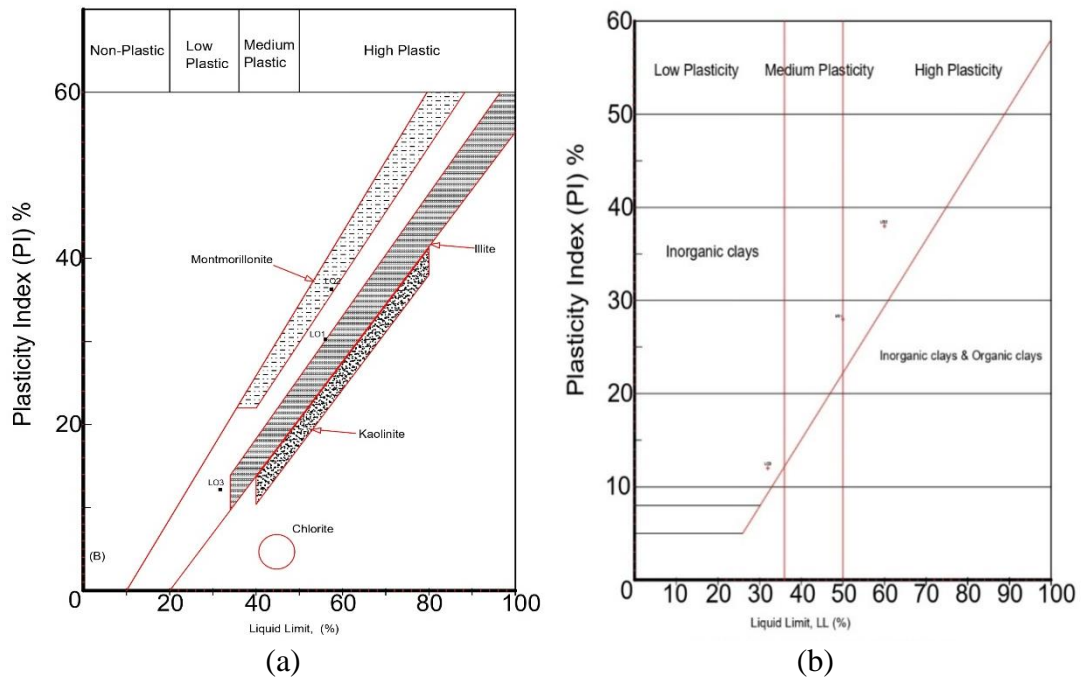 Non-Plastic
Low
Plastic
Medium
Plastic
High Plastic
60
40
20
0
Plasticity Index (PI) %
Montmorillonite
LO2
LO1
Illite
Kaolinite
LO3
Chlorite
(B)
0 20 40 60 80 100
Liquid Limit, (%)
(a)
Low Plasticity
Medium Plasticity
High Plasticity
60
50
40
30
20
10
0
Plasticity Index (PI) %
Inorganic clays
Inorganic clays & Organic clays
0 10 20 30 40 50 60 70 80 90 100
Liquid Limit, LL (%)
(b)